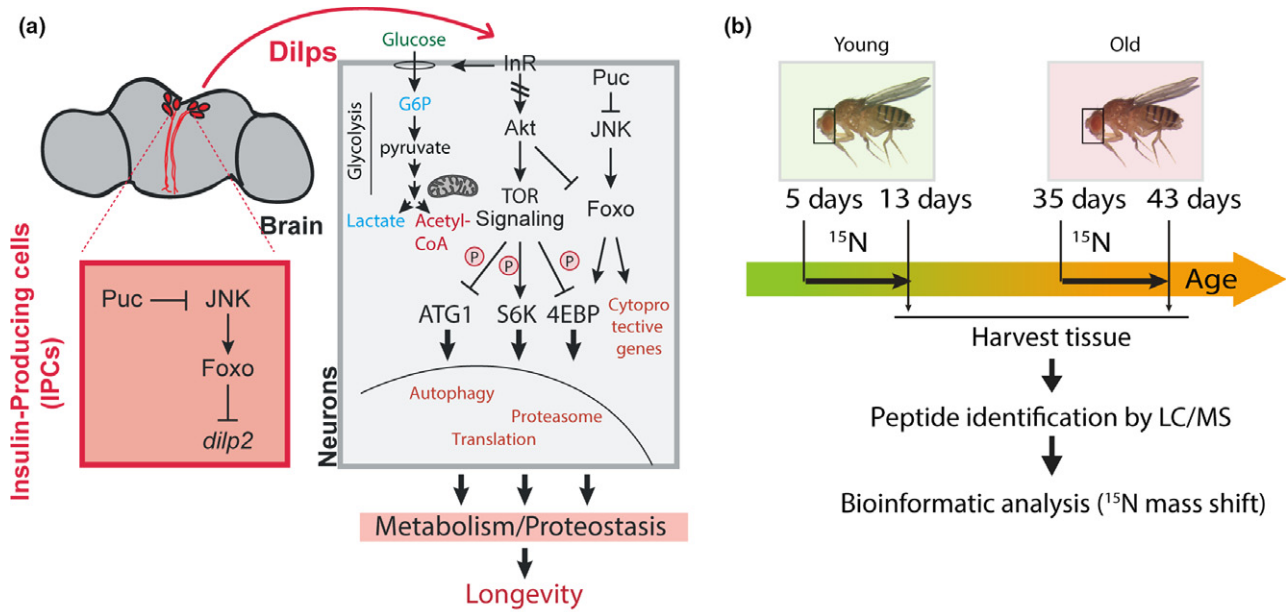 (a)
Dilps
Brain
Insulin-Producing cells
(IPCs)
Puc
JNK
Foxo
dilp2
Neurons
Glucose
InR
Puc
G6P
Glycolysis
Akt
JNK
pyruvate
TOR
Signaling
Foxo
Lactate
Acetyl-
CoA
P
P
P
ATG1
S6K
4EBP
Cytopro
tective
genes
Autophagy
Proteasome
Translation
Metabolism/Proteostasis
Longevity
(b)
Young
Old
5 days
13 days
35 days
43 days
15N
15N
Age
Harvest tissue
Peptide identification by LC/MS
Bioinformatic analysis (15N mass shift)